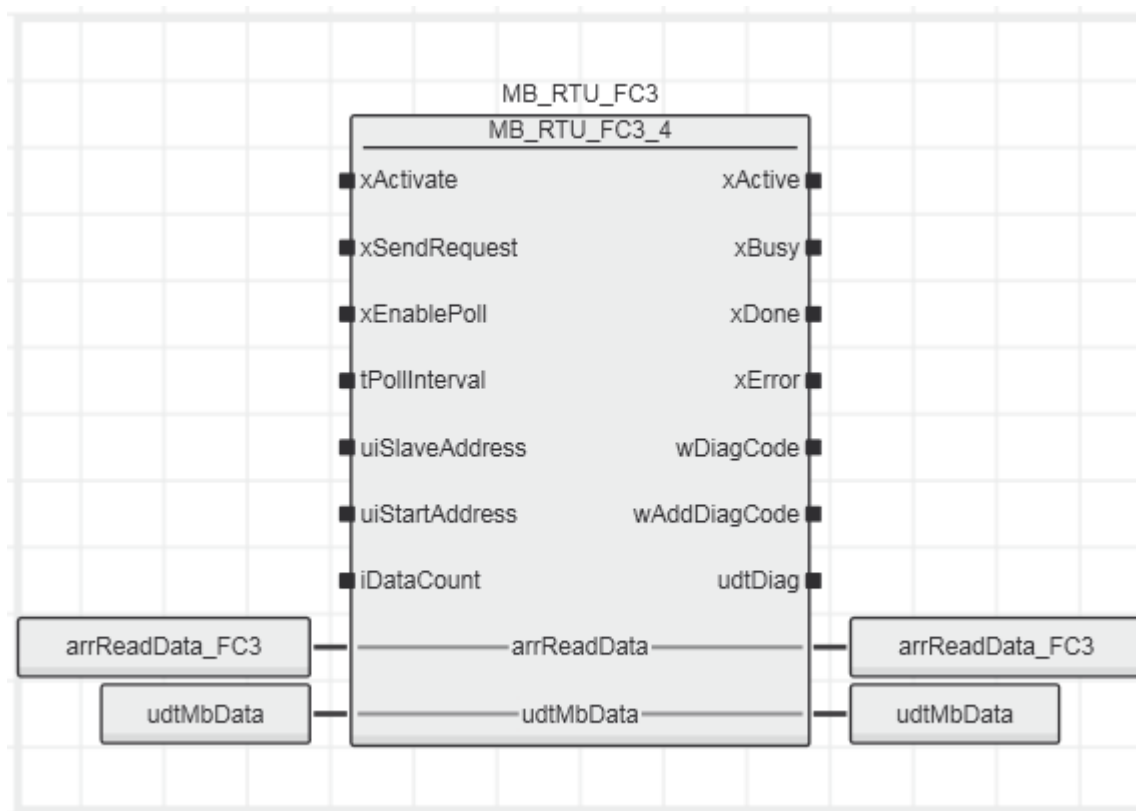 MB_RTU_FC3
MB_RTU_FC3_4
xActivate xActive
xSendRequest xBusy
xEnablePoll xDone
tPollInterval xError
uiSlaveAddress wDiagCode
uiStartAddress wAddDiagCode
iDataCount udtDiag
arrReadData_FC3 arrReadData arrReadData_FC3
udtMbData udtMbData udtMbData